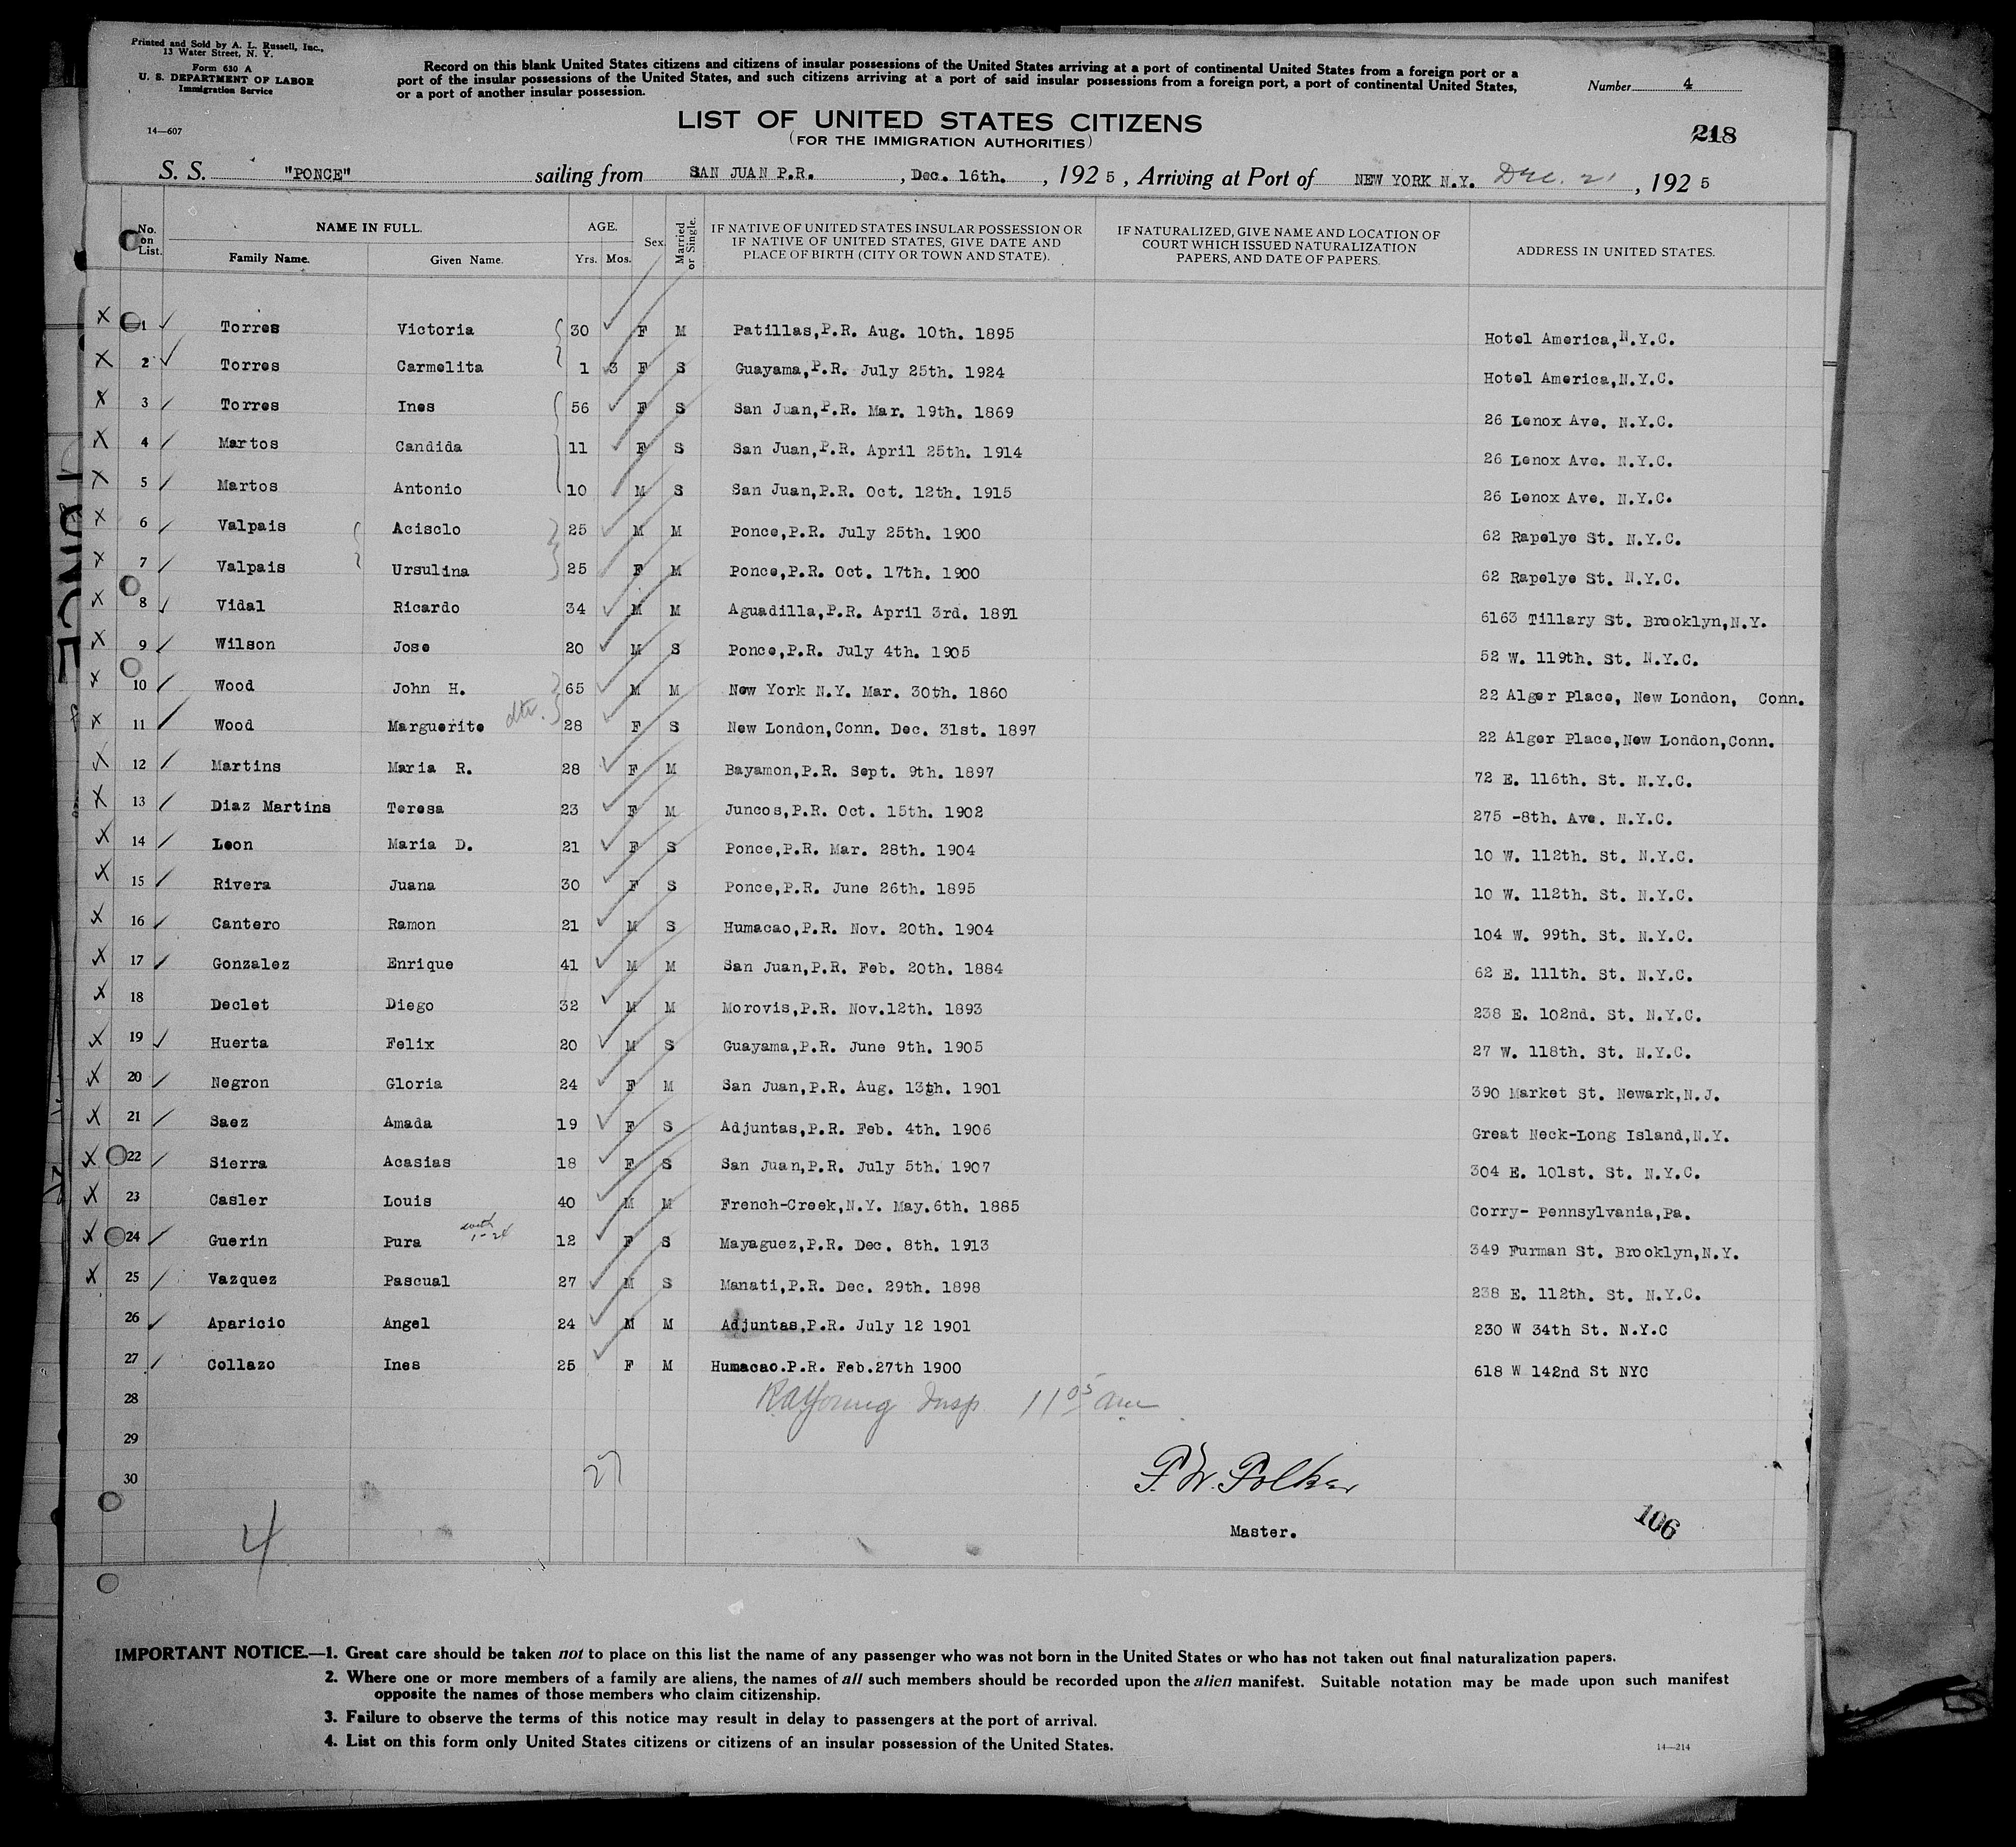 Printed and Sold by A. L. Russell, Inc.,
13 Water Street, N. Y.
Form 630 A
U. S. DEPARTMENT OF LABOR
Immigration Service
14—607
Record on this blank United States citizens and citizens of insular possessions of the United States arriving at a port of continental United States from a foreign port or a
port of the insular possessions of the United States, and such citizens arriving at a port of said insular possessions from a foreign port, a port of continental United States,
or a port of another insular possession.
Number 4
LIST OF UNITED STATES CITIZENS
(FOR THE IMMIGRATION AUTHORITIES)
218
S. S. "PONCE" sailing from SAN JUAN P.R. , Dec. 16th. , 192 5 , Arriving at Port of NEW YORK N.Y. Dec. 21 , 192 5
No. on List. NAME IN FULL. Family Name. Given Name. AGE. Yrs. Mos. Sex. Married or Single. IF NATIVE OF UNITED STATES INSULAR POSSESSION OR IF NATIVE OF UNITED STATES, GIVE DATE AND PLACE OF BIRTH (CITY OR TOWN AND STATE). IF NATURALIZED, GIVE NAME AND LOCATION OF COURT WHICH ISSUED NATURALIZATION PAPERS, AND DATE OF PAPERS. ADDRESS IN UNITED STATES.
X 1 Torres Victoria 30 F M Patillas,P.R. Aug. 10th. 1895 Hotel America,N.Y.C.
X 2 Torres Carmelita 1 3 F S Guayama,P.R. July 25th. 1924 Hotel America,N.Y.C.
X 3 Torres Ines 56 F S San Juan,P.R. Mar. 19th. 1869 26 Lenox Ave. N.Y.C.
X 4 Martos Candida 11 F S San Juan,P.R. April 25th. 1914 26 Lenox Ave. N.Y.C.
X 5 Martos Antonio 10 M S San Juan,P.R. Oct. 12th. 1915 26 Lenox Ave. N.Y.C.
X 6 Valpais Acisclo 25 M M Ponce,P.R. July 25th. 1900 62 Rapelye St. N.Y.C.
X 7 Valpais Ursulina 25 F M Ponce,P.R. Oct. 17th. 1900 62 Rapelye St. N.Y.C.
X 8 Vidal Ricardo 34 M M Aguadilla,P.R. April 3rd. 1891 6163 Tillary St. Brooklyn,N.Y.
X 9 Wilson Jose 20 M S Ponce,P.R. July 4th. 1905 52 W. 119th. St. N.Y.C.
X 10 Wood John H. 65 M M New York N.Y. Mar. 30th. 1860 22 Alger Place, New London, Conn.
X 11 Wood Marguerite dtr. 28 F S New London,Conn. Dec. 31st. 1897 22 Alger Place,New London,Conn.
X 12 Martins Maria R. 28 F M Bayamon,P.R. Sept. 9th. 1897 72 E. 116th. St. N.Y.C.
X 13 Diaz Martins Teresa 23 F M Juncos,P.R. Oct. 15th. 1902 275 -8th. Ave. N.Y.C.
X 14 Leon Maria D. 21 F S Ponce,P.R. Mar. 28th. 1904 10 W. 112th. St. N.Y.C.
X 15 Rivera Juana 30 F S Ponce,P.R. June 26th. 1895 10 W. 112th. St. N.Y.C.
X 16 Cantero Ramon 21 M S Humacao,P.R. Nov. 20th. 1904 104 W. 99th. St. N.Y.C.
X 17 Gonzalez Enrique 41 M M San Juan,P.R. Feb. 20th. 1884 62 E. 111th. St. N.Y.C.
X 18 Declet Diego 32 M M Morovis,P.R. Nov.12th. 1893 238 E. 102nd. St. N.Y.C.
X 19 Huerta Felix 20 M S Guayama,P.R. June 9th. 1905 27 W. 118th. St. N.Y.C.
X 20 Negron Gloria 24 F M San Juan,P.R. Aug. 13th. 1901 390 Market St. Newark,N.J.
X 21 Saez Amada 19 F S Adjuntas,P.R. Feb. 4th. 1906 Great Neck-Long Island,N.Y.
X 22 Sierra Acasias 18 F S San Juan,P.R. July 5th. 1907 304 E. 101st. St. N.Y.C.
X 23 Casler Louis 40 M M French-Creek,N.Y. May.6th. 1885 Corry- Pennsylvania,Pa.
X 24 Guerin Pura 12 F S Mayaguez,P.R. Dec. 8th. 1913 349 Furman St. Brooklyn,N.Y.
X 25 Vazquez Pascual 27 M S Manati,P.R. Dec. 29th. 1898 238 E. 112th. St. N.Y.C.
26 Aparicio Angel 24 M M Adjuntas,P.R. July 12 1901 230 W 34th St. N.Y.C
27 Collazo Ines 25 F M Humacao.P.R. Feb.27th 1900 618 W 142nd St NYC
28 Insp 11 05 am
29
30 27
Master.
4
106
IMPORTANT NOTICE.—1. Great care should be taken not to place on this list the name of any passenger who was not born in the United States or who has not taken out final naturalization papers.
2. Where one or more members of a family are aliens, the names of all such members should be recorded upon the alien manifest. Suitable notation may be made upon such manifest
opposite the names of those members who claim citizenship.
3. Failure to observe the terms of this notice may result in delay to passengers at the port of arrival.
4. List on this form only United States citizens or citizens of an insular possession of the United States.
14—214